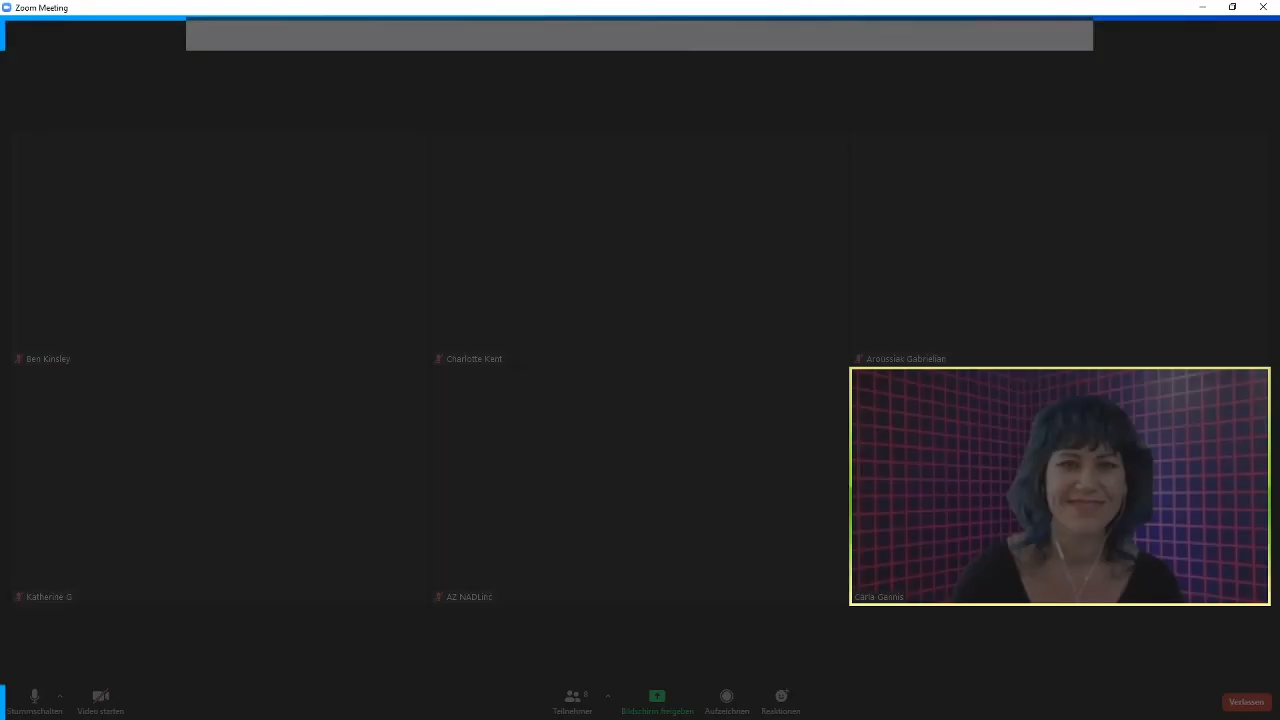 Zoom Meeting
Ben Kinsley
Charlotte Kent
Aroussiak Gabrielian
Katherine G
AZ NADLinc
Carla Gannis
8
Stummschalten
Video starten
Teilnehmer
Bildschirm freigeben
Aufzeichnen
Reaktionen
Verlassen